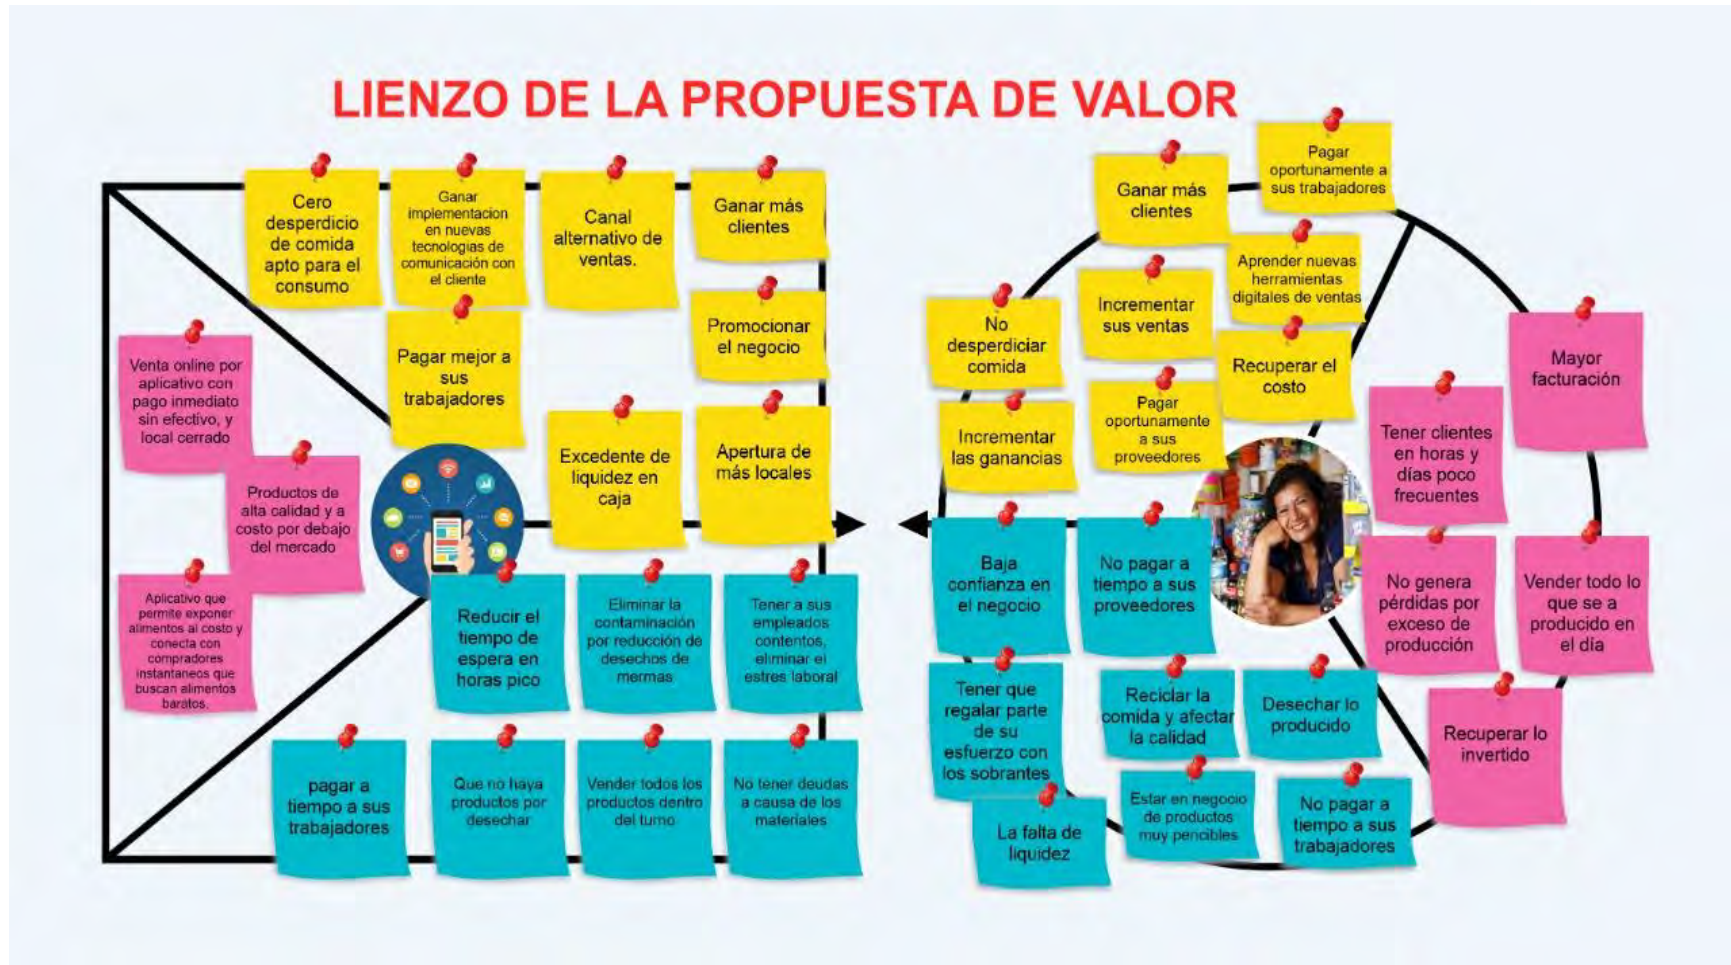 LIENZO DE LA PROPUESTA DE VALOR
Cero
desperdicio
de comida
apto para el
consumo
Ganar
implementacion
en nuevas
tecnologias de
comunicación con
el cliente
Canal
alternativo de
ventas.
Ganar más
clientes
Pagar mejor a
sus
trabajadores
Promocionar
el negocio
Excedente de
liquidez en
caja
Apertura de
más locales
Venta online por
aplicativo con
pago inmediato
sin efectivo, y
local cerrado
Productos de
alta calidad y a
costo por debajo
del mercado
Aplicativo que
permite exponer
alimentos al costo y
conecta con
compradores
instantaneos que
buscan alimentos
baratos.
Reducir el
tiempo de
espera en
horas pico
Eliminar la
contaminación
por reducción de
desechos de
mermas
Tener a sus
empleados
contentos,
eliminar el
estres laboral
pagar a
tiempo a sus
trabajadores
Que no haya
productos por
desechar
Vender todos los
productos dentro
del turno
No tener deudas
a causa de los
materiales
Ganar más
clientes
Pagar
oportunamente a
sus trabajadores
Aprender nuevas
herramientas
digitales de ventas
Incrementar
sus ventas
No
desperdiciar
comida
Recuperar el
costo
Incrementar
las ganancias
Pagar
oportunamente
a sus
proveedores
Mayor
facturación
Tener clientes
en horas y
días poco
frecuentes
No genera
pérdidas por
exceso de
producción
Vender todo lo
que se a
producido en
el día
Recuperar lo
invertido
Baja
confianza en
el negocio
No pagar a
tiempo a sus
proveedores
Tener que
regalar parte
de su
esfuerzo con
los sobrantes
Reciclar la
comida y afectar
la calidad
Desechar lo
producido
La falta de
liquidez
Estar en negocio
de productos
muy pericibles
No pagar a
tiempo a sus
trabajadores